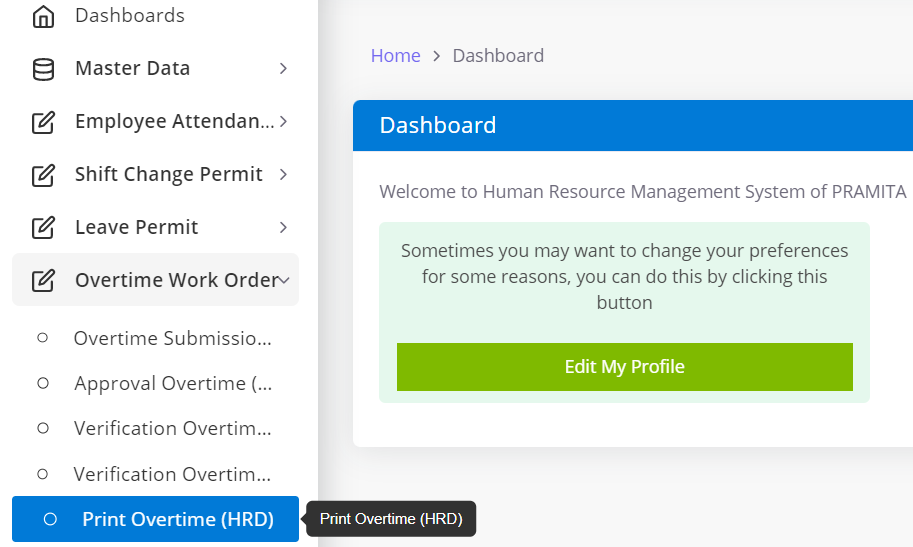 Dashboards
Master Data
Employee Attendan...
Shift Change Permit
Leave Permit
Overtime Work Order
Overtime Submissio...
Approval Overtime (...
Verification Overtim...
Verification Overtim...
Print Overtime (HRD)
Print Overtime (HRD)
Home > Dashboard
Dashboard
Welcome to Human Resource Management System of PRAMITA
Sometimes you may want to change your preferences
for some reasons, you can do this by clicking this
button
Edit My Profile